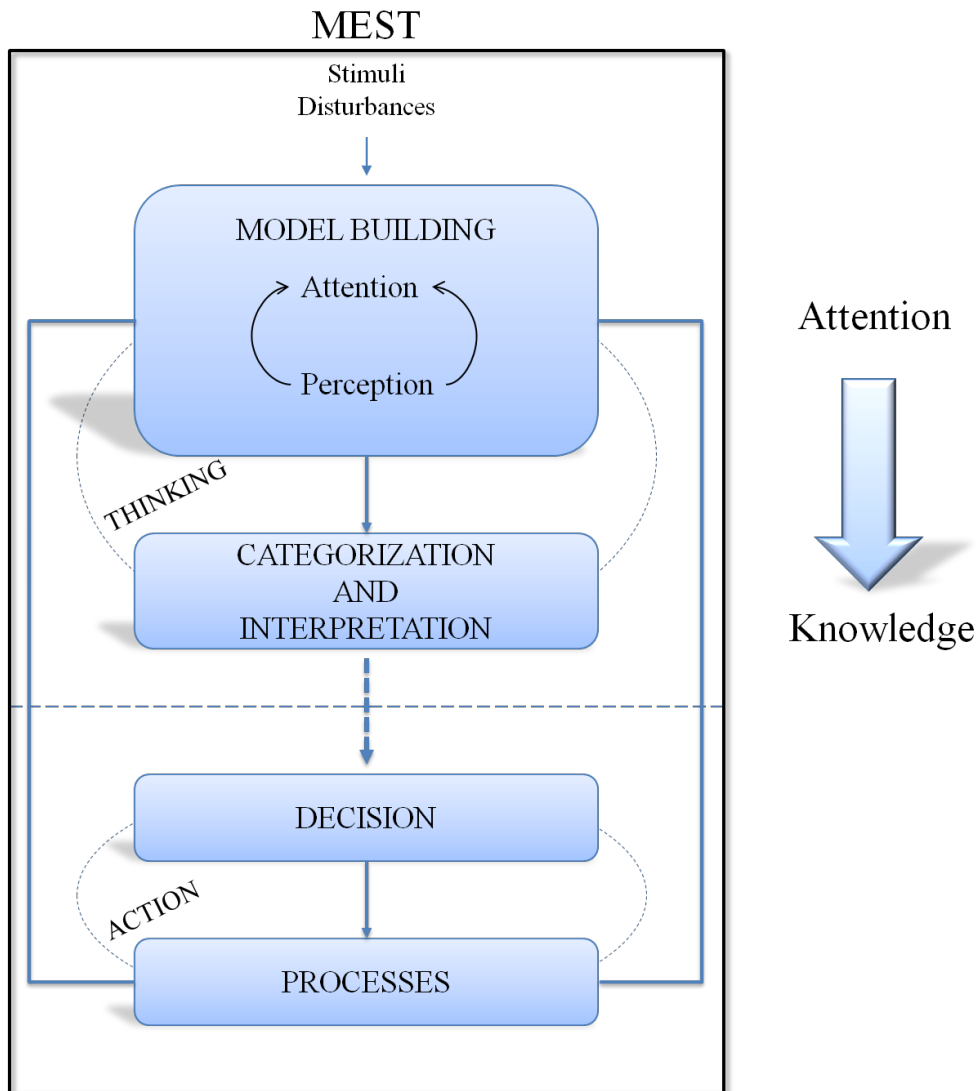 MEST
Stimuli
Disturbances
MODEL BUILDING
Attention
Perception
THINKING
CATEGORIZATION
AND
INTERPRETATION
DECISION
ACTION
PROCESSES
Attention
Knowledge